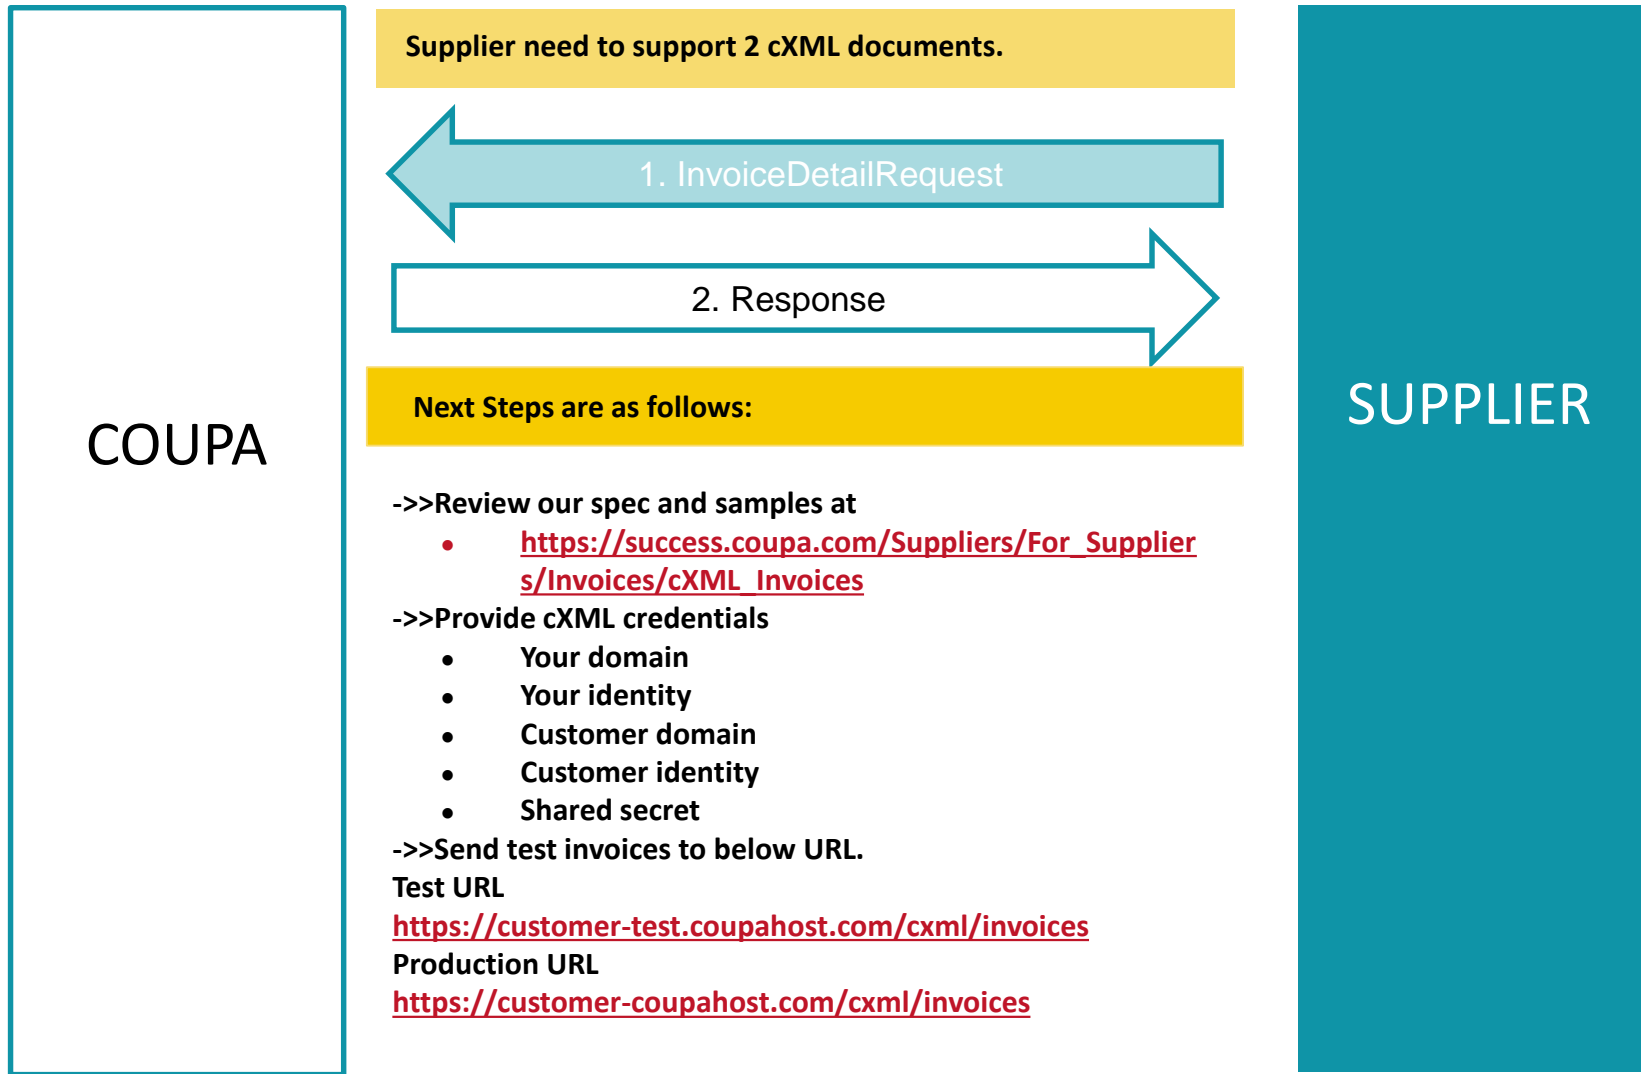 COUPA
Supplier need to support 2 cXML documents.
1. InvoiceDetailRequest
2. Response
Next Steps are as follows:
->>Review our spec and samples at
● https://success.coupa.com/Suppliers/For_Supplier
s/Invoices/cXML_Invoices
->>Provide cXML credentials
● Your domain
● Your identity
● Customer domain
● Customer identity
● Shared secret
->>Send test invoices to below URL.
Test URL
https://customer-test.coupahost.com/cxml/invoices
Production URL
https://customer-coupahost.com/cxml/invoices
SUPPLIER